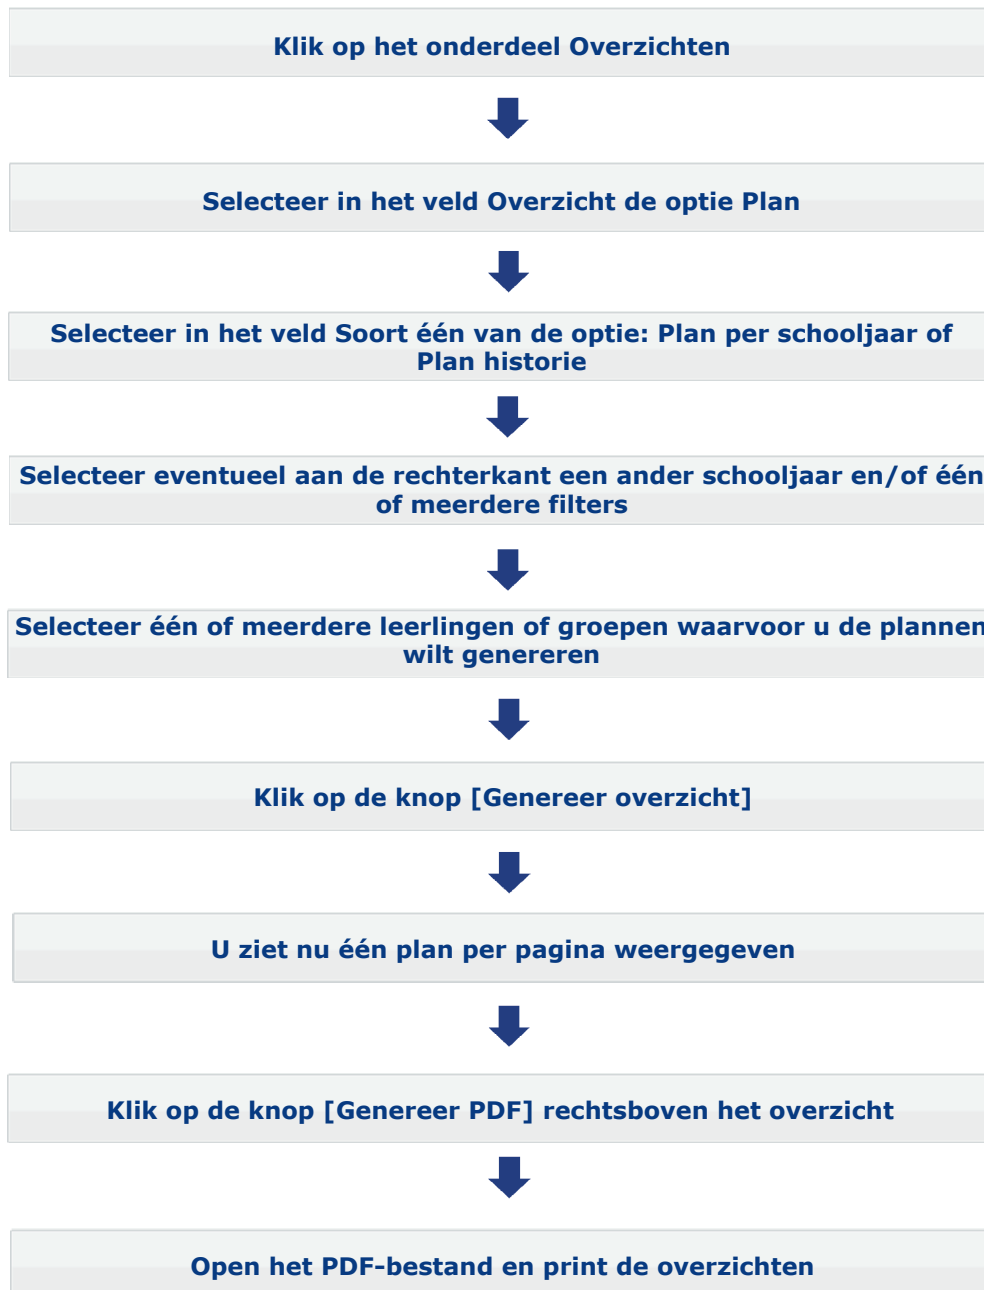 Klik op het onderdeel Overzichten
Selecteer in het veld Overzicht de optie Plan
Selecteer in het veld Soort één van de optie: Plan per schooljaar of
Plan historie
Selecteer eventueel aan de rechterkant een ander schooljaar en/of één
of meerdere filters
Selecteer één of meerdere leerlingen of groepen waarvoor u de plannen
wilt genereren
Klik op de knop [Genereer overzicht]
U ziet nu één plan per pagina weergegeven
Klik op de knop [Genereer PDF] rechtsboven het overzicht
Open het PDF-bestand en print de overzichten